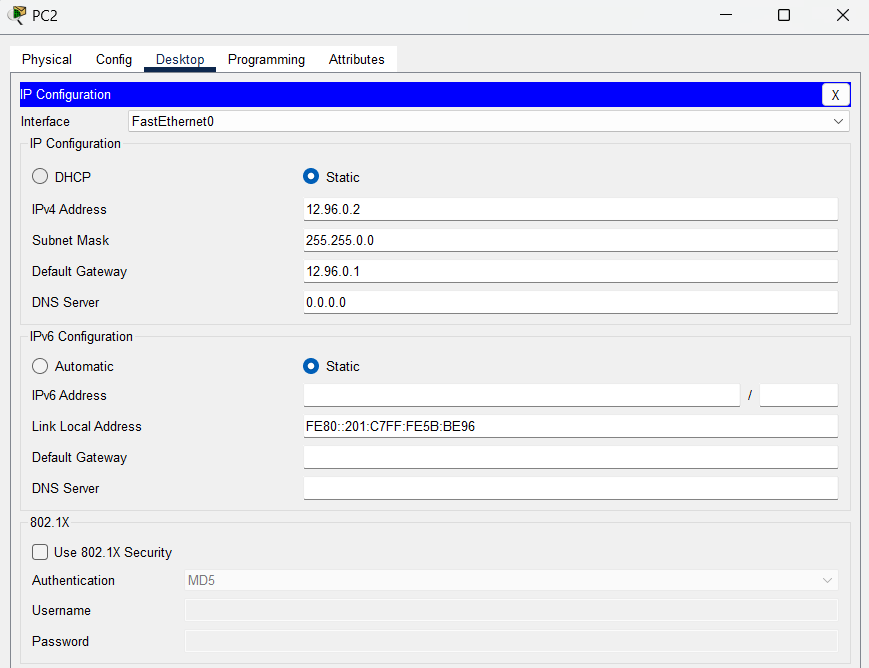 PC2
Physical Config Desktop Programming Attributes
IP Configuration X
Interface FastEthernet0
IP Configuration
DHCP Static
IPv4 Address 12.96.0.2
Subnet Mask 255.255.0.0
Default Gateway 12.96.0.1
DNS Server 0.0.0.0
IPv6 Configuration
Automatic Static
IPv6 Address /
Link Local Address FE80::201:C7FF:FE5B:BE96
Default Gateway
DNS Server
802.1X
Use 802.1X Security
Authentication MD5
Username
Password